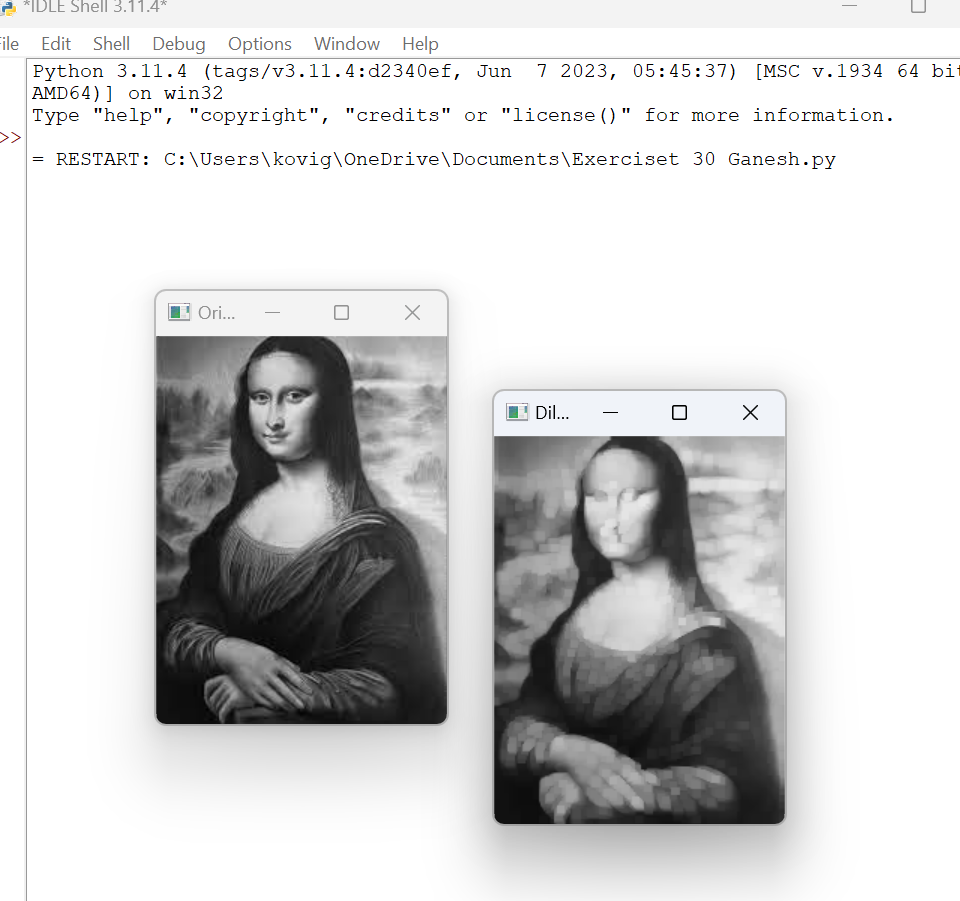 *IDLE Shell 3.11.4*
File Edit Shell Debug Options Window Help
Python 3.11.4 (tags/v3.11.4:d2340ef, Jun  7 2023, 05:45:37) [MSC v.1934 64 bit
AMD64)] on win32
Type "help", "copyright", "credits" or "license()" for more information.
>>
= RESTART: C:\Users\kovig\OneDrive\Documents\Exerciset 30 Ganesh.py
Ori...
Dil...